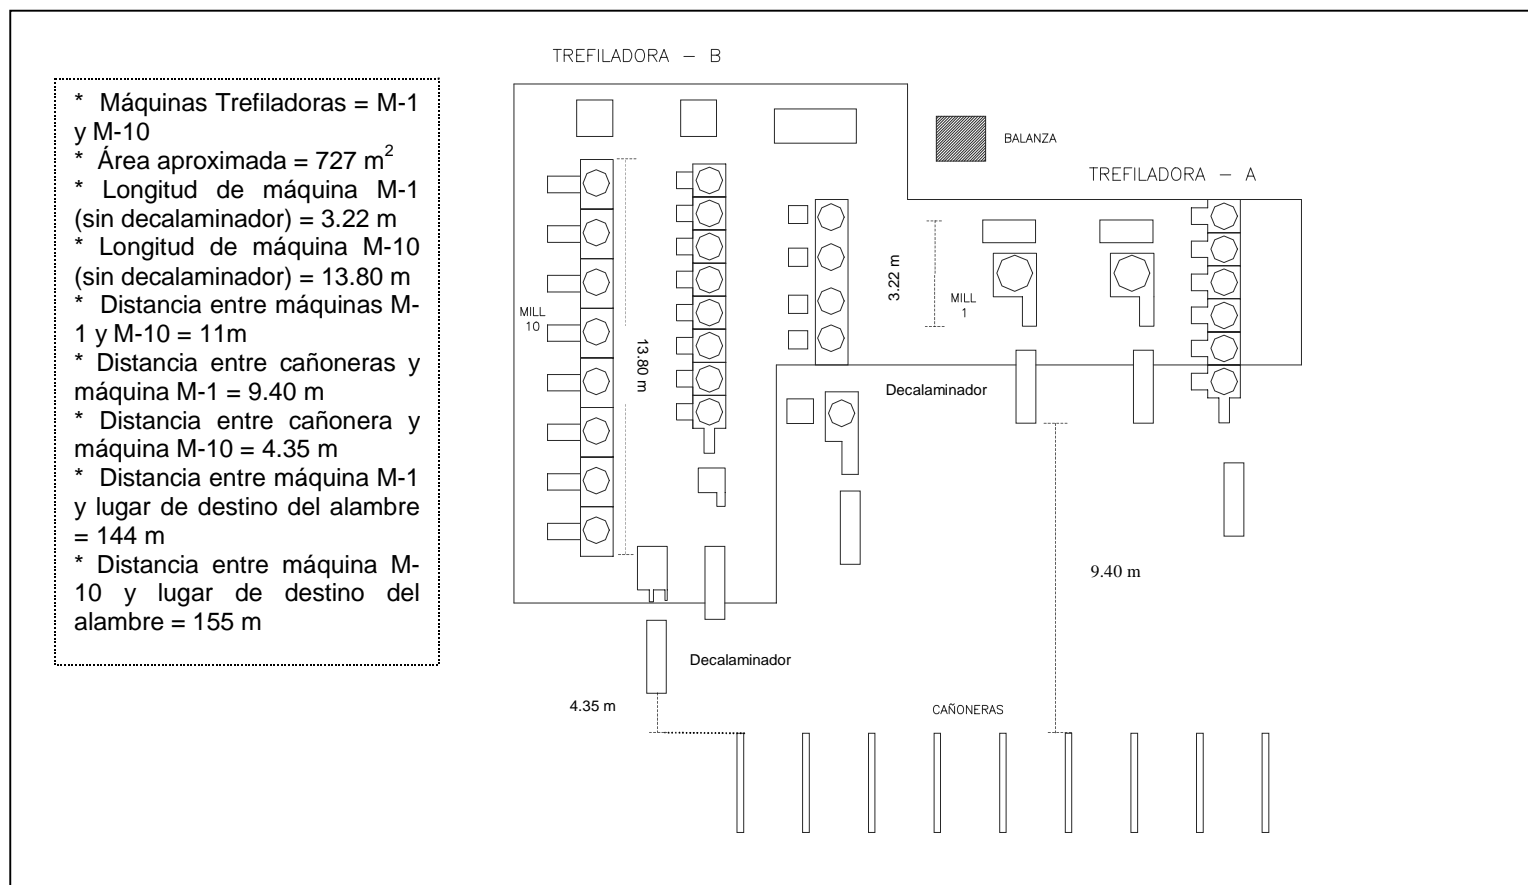 TREFILADORA - B
* Máquinas Trefiladoras = M-1
y M-10
* Área aproximada = 727 m²
* Longitud de máquina M-1
(sin decalaminador) = 3.22 m
* Longitud de máquina M-10
(sin decalaminador) = 13.80 m
* Distancia entre máquinas M-
1 y M-10 = 11m
* Distancia entre cañoneras y
máquina M-1 = 9.40 m
* Distancia entre cañonera y
máquina M-10 = 4.35 m
* Distancia entre máquina M-1
y lugar de destino del alambre
= 144 m
* Distancia entre máquina M-
10 y lugar de destino del
alambre = 155 m
BALANZA
TREFILADORA - A
3.22 m
MILL
1
MILL
10
13.80 m
Decalaminador
9.40 m
Decalaminador
4.35 m
CAÑONERAS